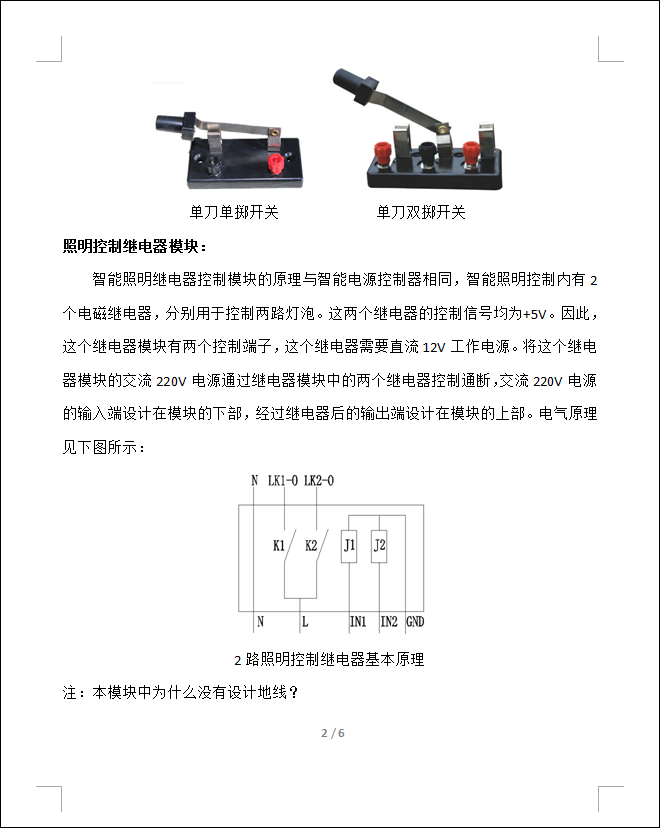 单刀单掷开关 单刀双掷开关
照明控制继电器模块：
智能照明继电器控制模块的原理与智能电源控制器相同，智能照明控制内有 2
个电磁继电器，分别用于控制两路灯泡。这两个继电器的控制信号均为+5V。因此，
这个继电器模块有两个控制端子，这个继电器需要直流 12V 工作电源。将这个继电
器模块的交流 220V 电源通过继电器模块中的两个继电器控制通断，交流 220V 电源
的输入端设计在模块的下部，经过继电器后的输出端设计在模块的上部。电气原理
见下图所示：
N LK1-0 LK2-0
K1 K2 J1 J2
N L IN1 IN2 GND
2 路照明控制继电器基本原理
注：本模块中为什么没有设计地线？
2 / 6